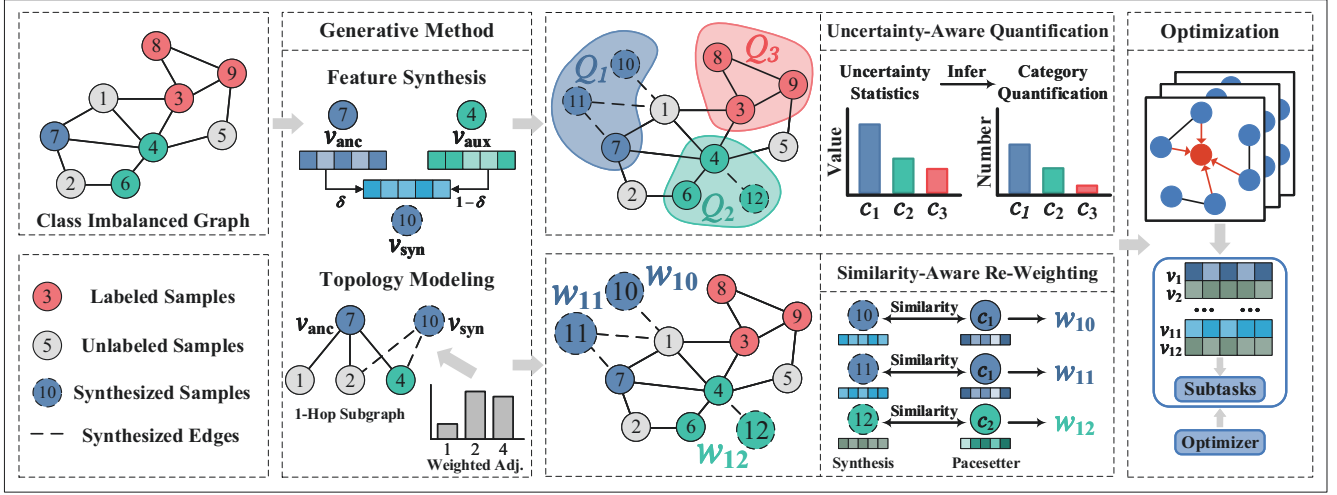 Class Imbalanced Graph
8
9
1
3
7
4
5
2
6
3 Labeled Samples
5 Unlabeled Samples
10 Synthesized Samples
Synthesized Edges
Generative Method
Feature Synthesis
7
4
v_anc
v_aux
δ
1−δ
10
v_syn
Topology Modeling
v_anc 7
10 v_syn
1 2 4
1-Hop Subgraph
1 2 4
Weighted Adj.
Q1
Q3
Q2
10
8
11
9
1
3
7
4
5
2
6
12
Uncertainty-Aware Quantification
Uncertainty Statistics
Infer
Category Quantification
Value
c1 c2 c3
Number
c1 c2 c3
w10
w11
10
8
11
9
1
3
7
4
5
2
6
12
w12
Similarity-Aware Re-Weighting
10 Similarity c1 w10
11 Similarity c1 w11
12 Similarity c2 w12
Synthesis
Pacesetter
Optimization
v1
v2
... ...
v11
v12
Subtasks
Optimizer